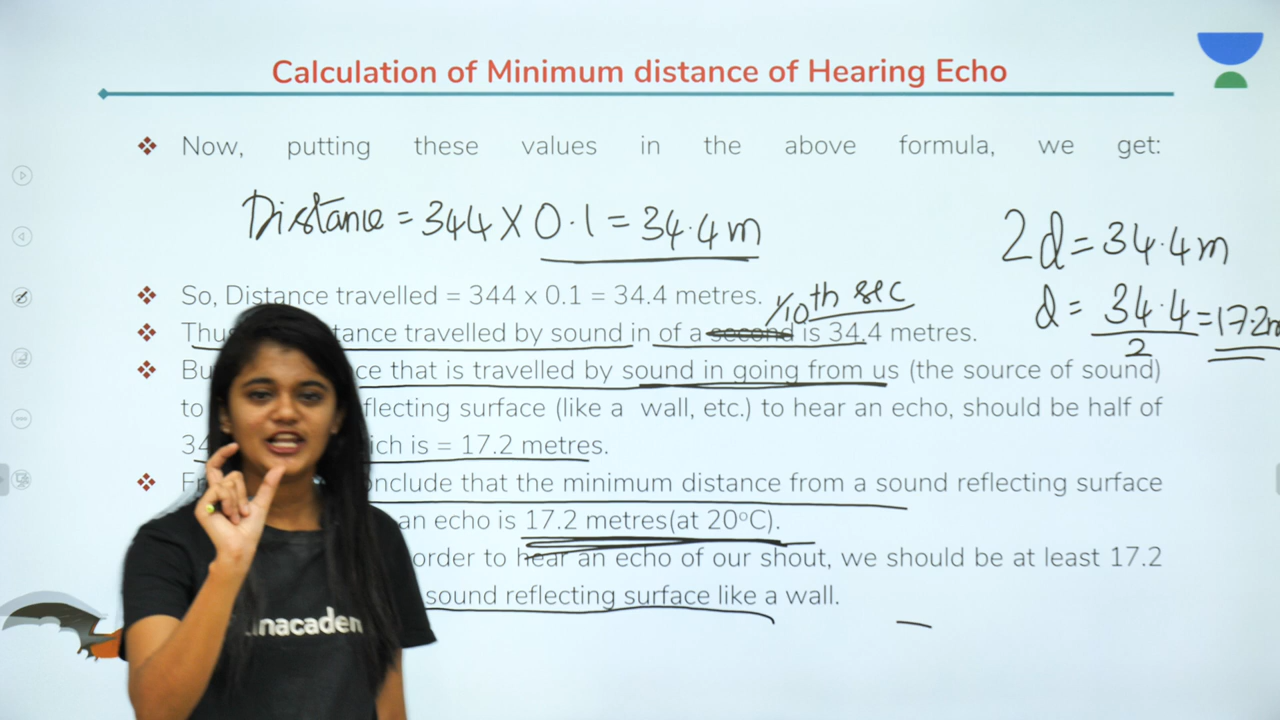 Calculation of Minimum distance of Hearing Echo
Now, putting these values in the above formula, we get:
Distance = 344 X 0.1 = 34.4 m
2d = 34.4 m
d = 34.4 / 2 = 17.2m
So, Distance travelled = 344 x 0.1 = 34.4 metres.
1/10th sec
tance travelled by sound in of a second is 34.4 metres.
ce that is travelled by sound in going from us (the source of sound)
to flecting surface (like a wall, etc.) to hear an echo, should be half of
ich is = 17.2 metres.
onclude that the minimum distance from a sound reflecting surface
an echo is 17.2 metres(at 20°C).
order to hear an echo of our shout, we should be at least 17.2
sound reflecting surface like a wall.
unacadem